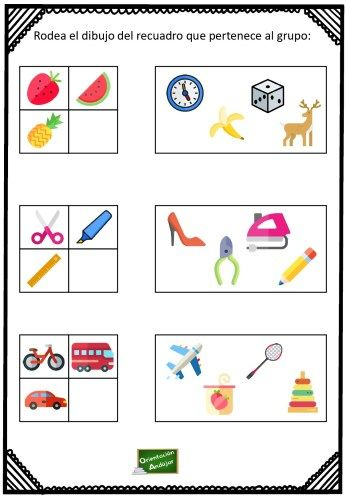 Rodea el dibujo del recuadro que pertenece al grupo:
Orientación
Andújar